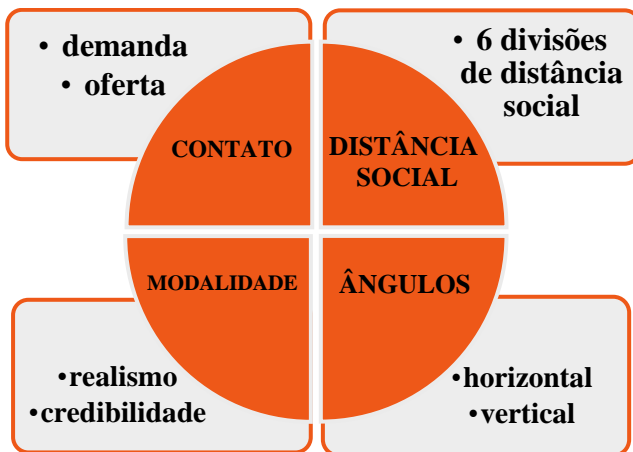 • demanda
• oferta
• 6 divisões
de distância
social
CONTATO
DISTÂNCIA
SOCIAL
MODALIDADE
ÂNGULOS
•realismo
•credibilidade
•horizontal
•vertical